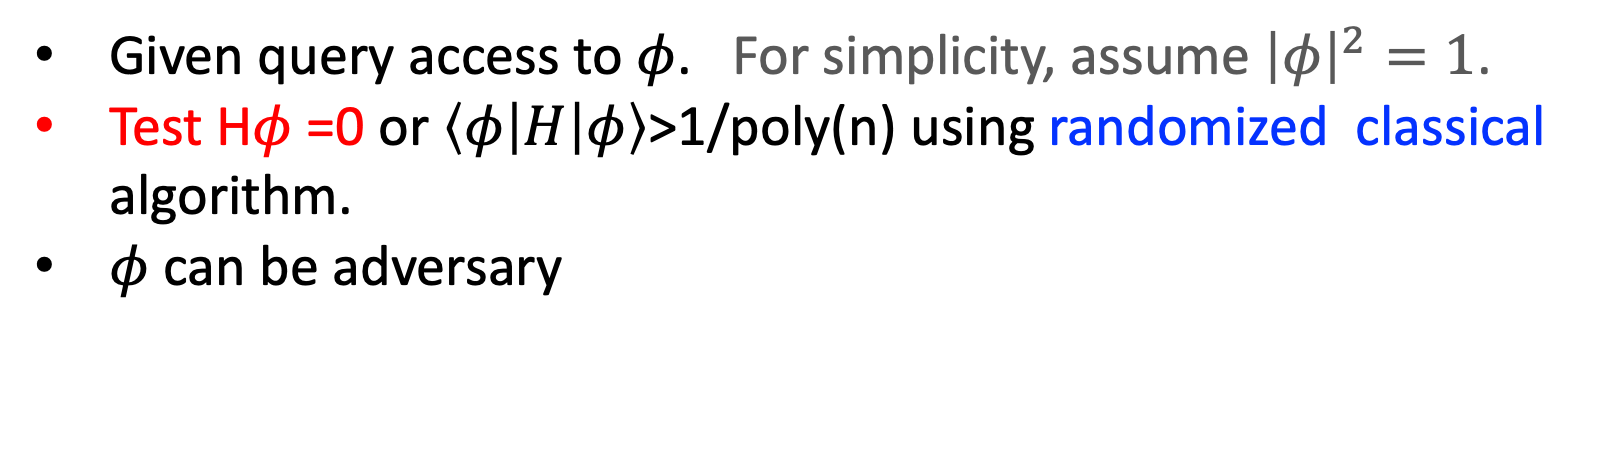 • Given query access to 𝜙. For simplicity, assume |𝜙|² = 1.
• Test H𝜙 =0 or ⟨𝜙|𝐻|𝜙⟩>1/poly(n) using randomized classical
algorithm.
• 𝜙 can be adversary